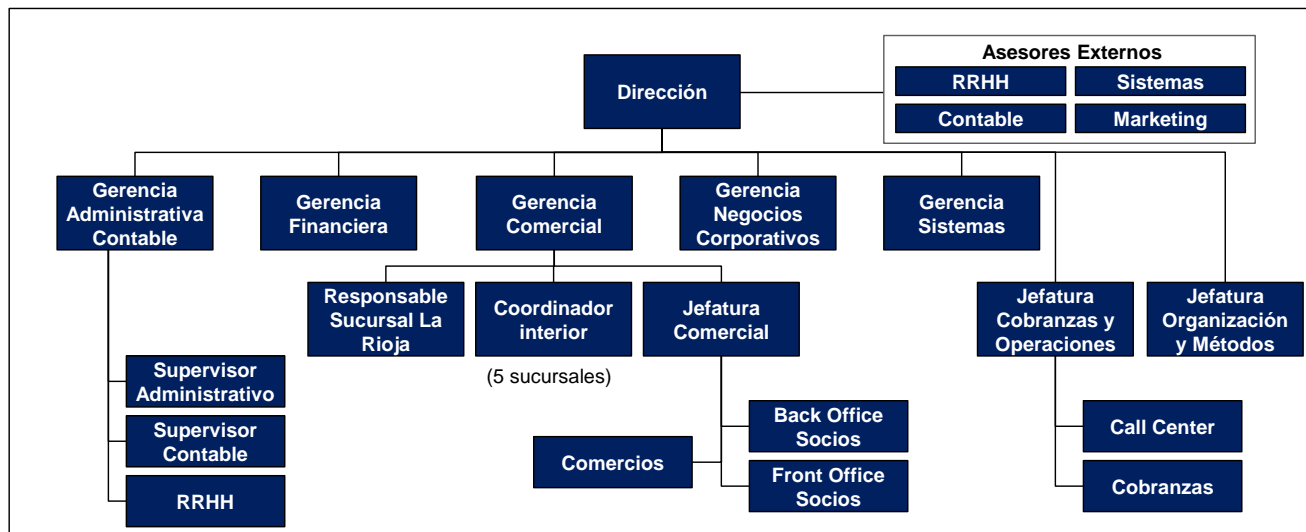 Asesores Externos
Dirección
RRHH
Sistemas
Contable
Marketing
Gerencia
Administrativa
Contable
Gerencia
Financiera
Gerencia
Comercial
Gerencia
Negocios
Corporativos
Gerencia
Sistemas
Responsable
Sucursal La
Rioja
Coordinador
interior
(5 sucursales)
Jefatura
Comercial
Jefatura
Cobranzas y
Operaciones
Jefatura
Organización
y Métodos
Supervisor
Administrativo
Supervisor
Contable
RRHH
Comercios
Back Office
Socios
Front Office
Socios
Call Center
Cobranzas